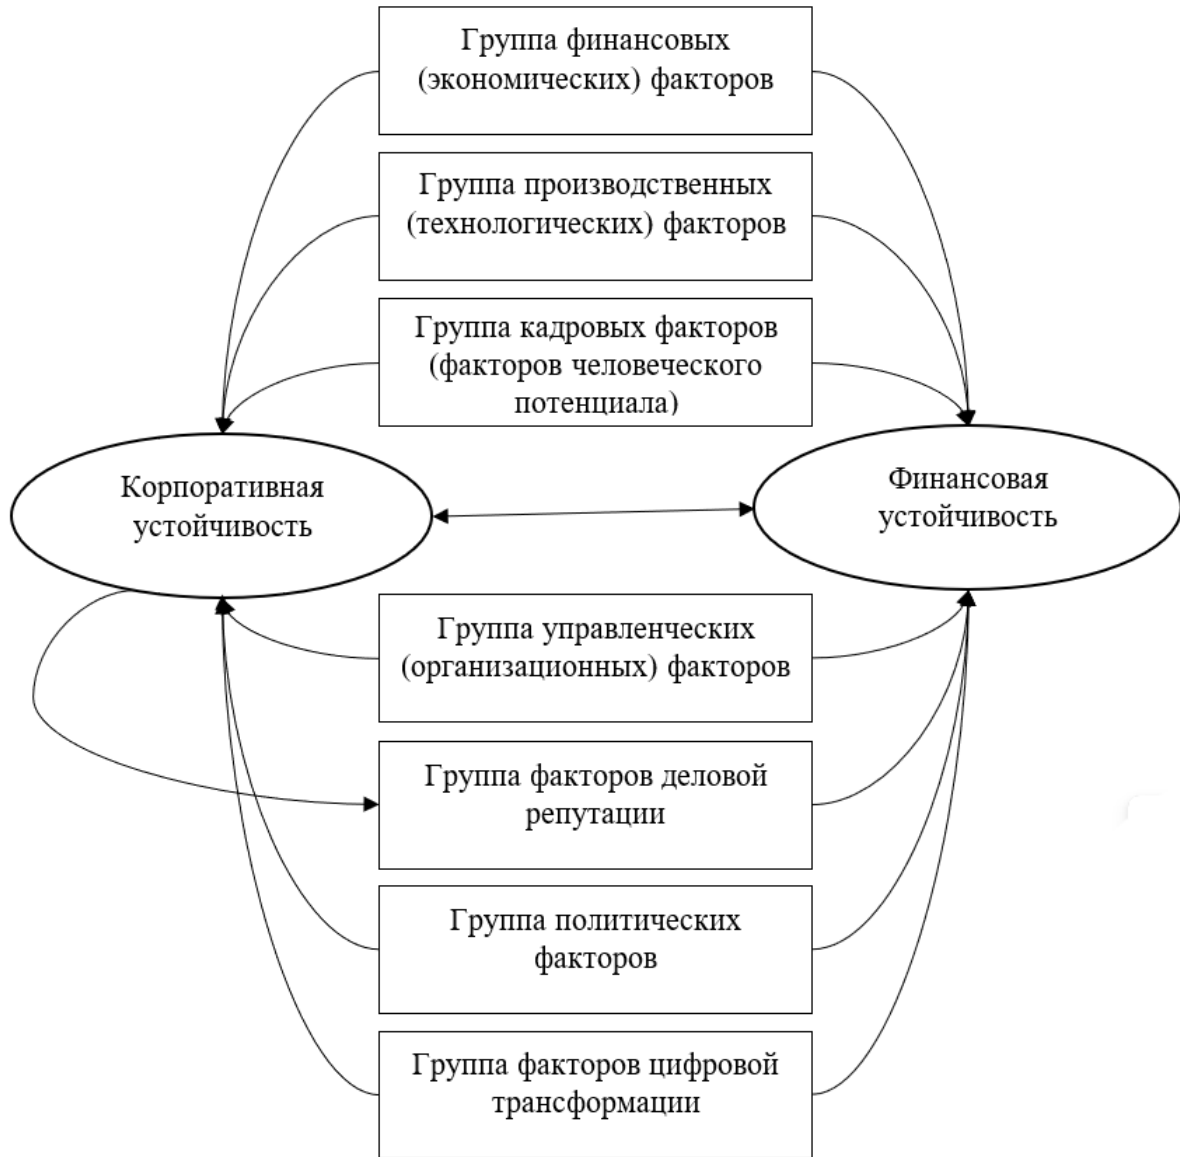 Группа финансовых
(экономических) факторов
Группа производственных
(технологических) факторов
Группа кадровых факторов
(факторов человеческого
потенциала)
Корпоративная
устойчивость
Финансовая
устойчивость
Группа управленческих
(организационных) факторов
Группа факторов деловой
репутации
Группа политических
факторов
Группа факторов цифровой
трансформации